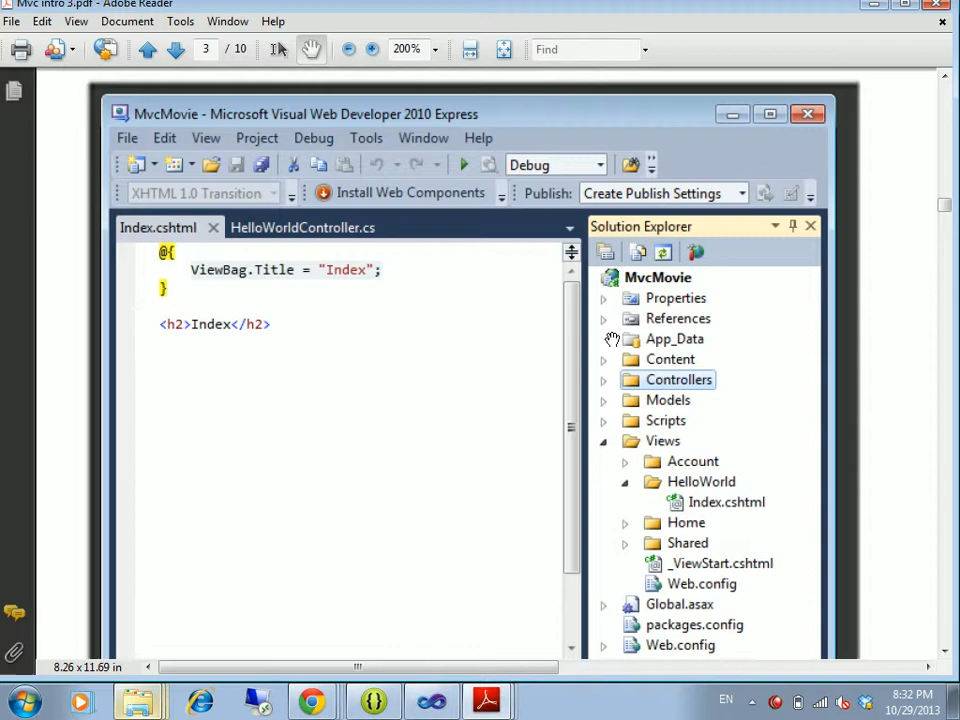 Mvc intro 3.pdf - Adobe Reader
File Edit View Document Tools Window Help
3 / 10 200% Find
MvcMovie - Microsoft Visual Web Developer 2010 Express
File Edit View Project Debug Tools Window Help
Debug
XHTML 1.0 Transition Install Web Components Publish: Create Publish Settings
Index.cshtml HelloWorldController.cs
@{
ViewBag.Title = "Index";
}
<h2>Index</h2>
Solution Explorer
MvcMovie
Properties
References
App_Data
Content
Controllers
Models
Scripts
Views
Account
HelloWorld
Index.cshtml
Home
Shared
_ViewStart.cshtml
Web.config
Global.asax
packages.config
Web.config
8.26 x 11.69 in
EN
8:32 PM
10/29/2013